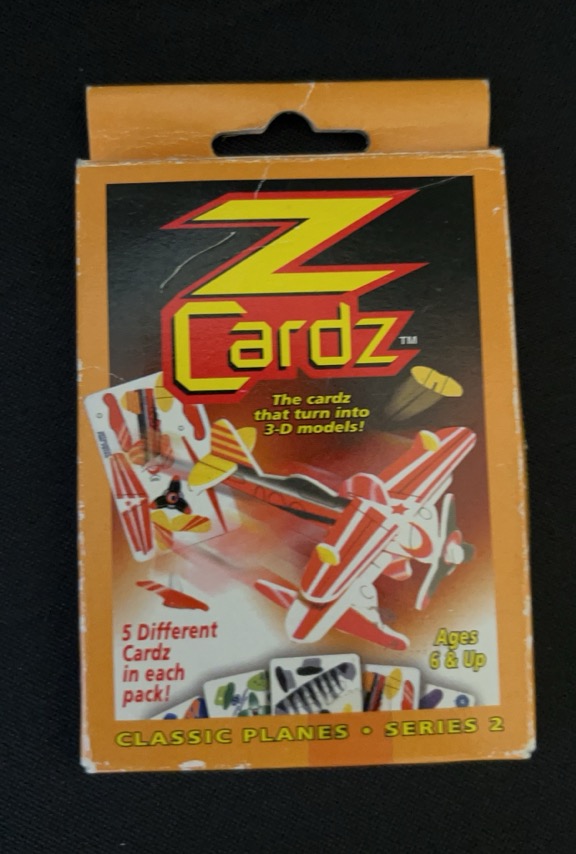 Z
Cardz™
The cardz
that turn into
3-D models!
5 Different
Cardz
in each
pack!
Ages
6 & Up
CLASSIC PLANES • SERIES 2